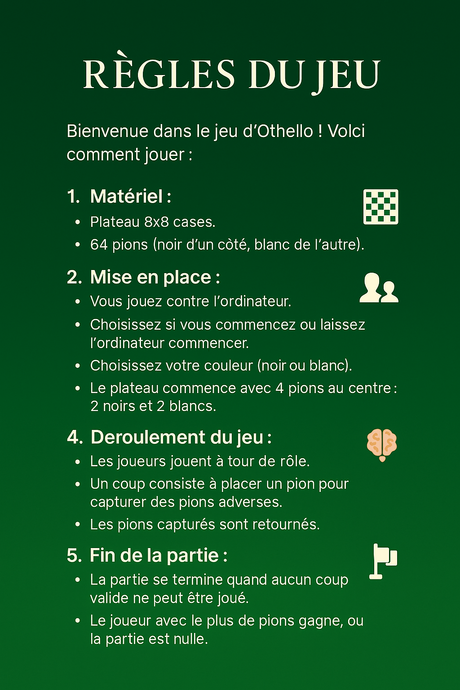 RÈGLES DU JEU
Bienvenue dans le jeu d’Othello ! Volci
comment jouer :
1. Matériel :
• Plateau 8x8 cases.
• 64 pions (noir d’un còté, blanc de l’autre).
2. Mise en place :
• Vous jouez contre l’ordinateur.
• Choisissez si vous commencez ou laissez
l’ordinateur commencer.
• Choisissez votre couleur (noir ou blanc).
• Le plateau commence avec 4 pions au centre :
2 noirs et 2 blancs.
4. Deroulement du jeu :
• Les joueurs jouent à tour de rôle.
• Un coup consiste à placer un pion pour
capturer des pions adverses.
• Les pions capturés sont retournés.
5. Fin de la partie :
• La partie se termine quand aucun coup
valide ne peut être joué.
• Le joueur avec le plus de pions gagne, ou
la partie est nulle.